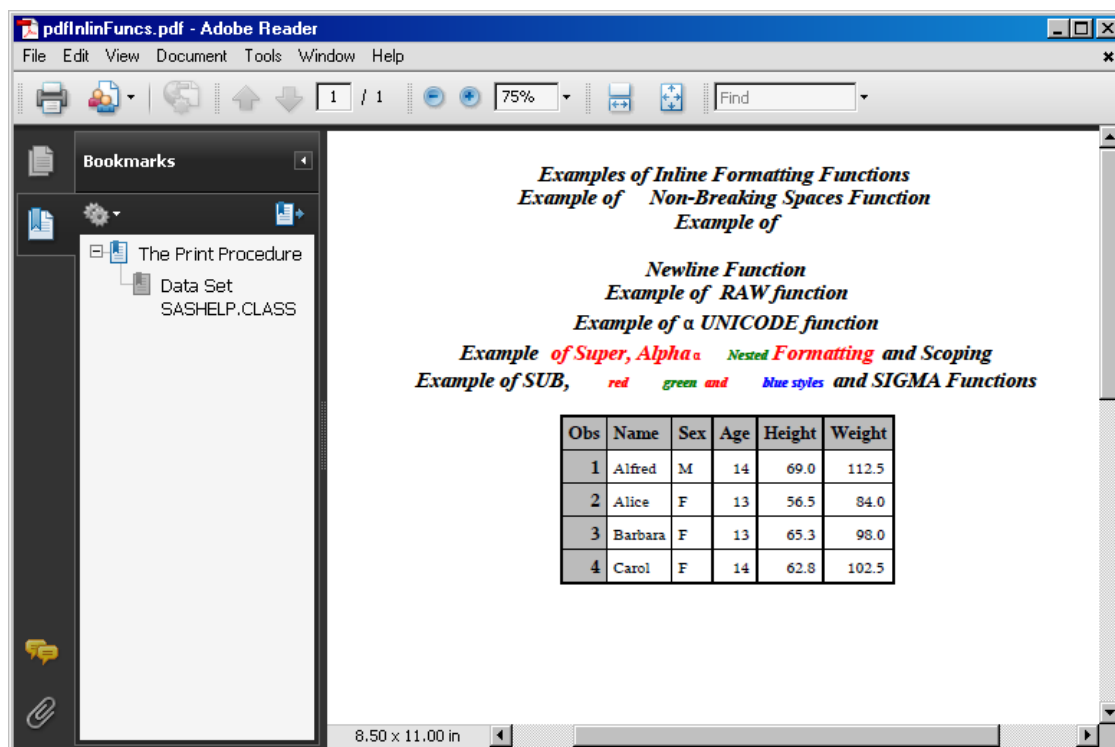 pdfInlinFuncs.pdf - Adobe Reader
File Edit View Document Tools Window Help
1 / 1 75% Find
Bookmarks
The Print Procedure
Data Set
SASHELP.CLASS
Examples of Inline Formatting Functions
Example of Non-Breaking Spaces Function
Example of
Newline Function
Example of RAW function
Example of α UNICODE function
Example of Super, Alpha α Nested Formatting and Scoping
Example of SUB, red green and blue styles and SIGMA Functions
Obs Name Sex Age Height Weight
1 Alfred M 14 69.0 112.5
2 Alice F 13 56.5 84.0
3 Barbara F 13 65.3 98.0
4 Carol F 14 62.8 102.5
8.50 x 11.00 in